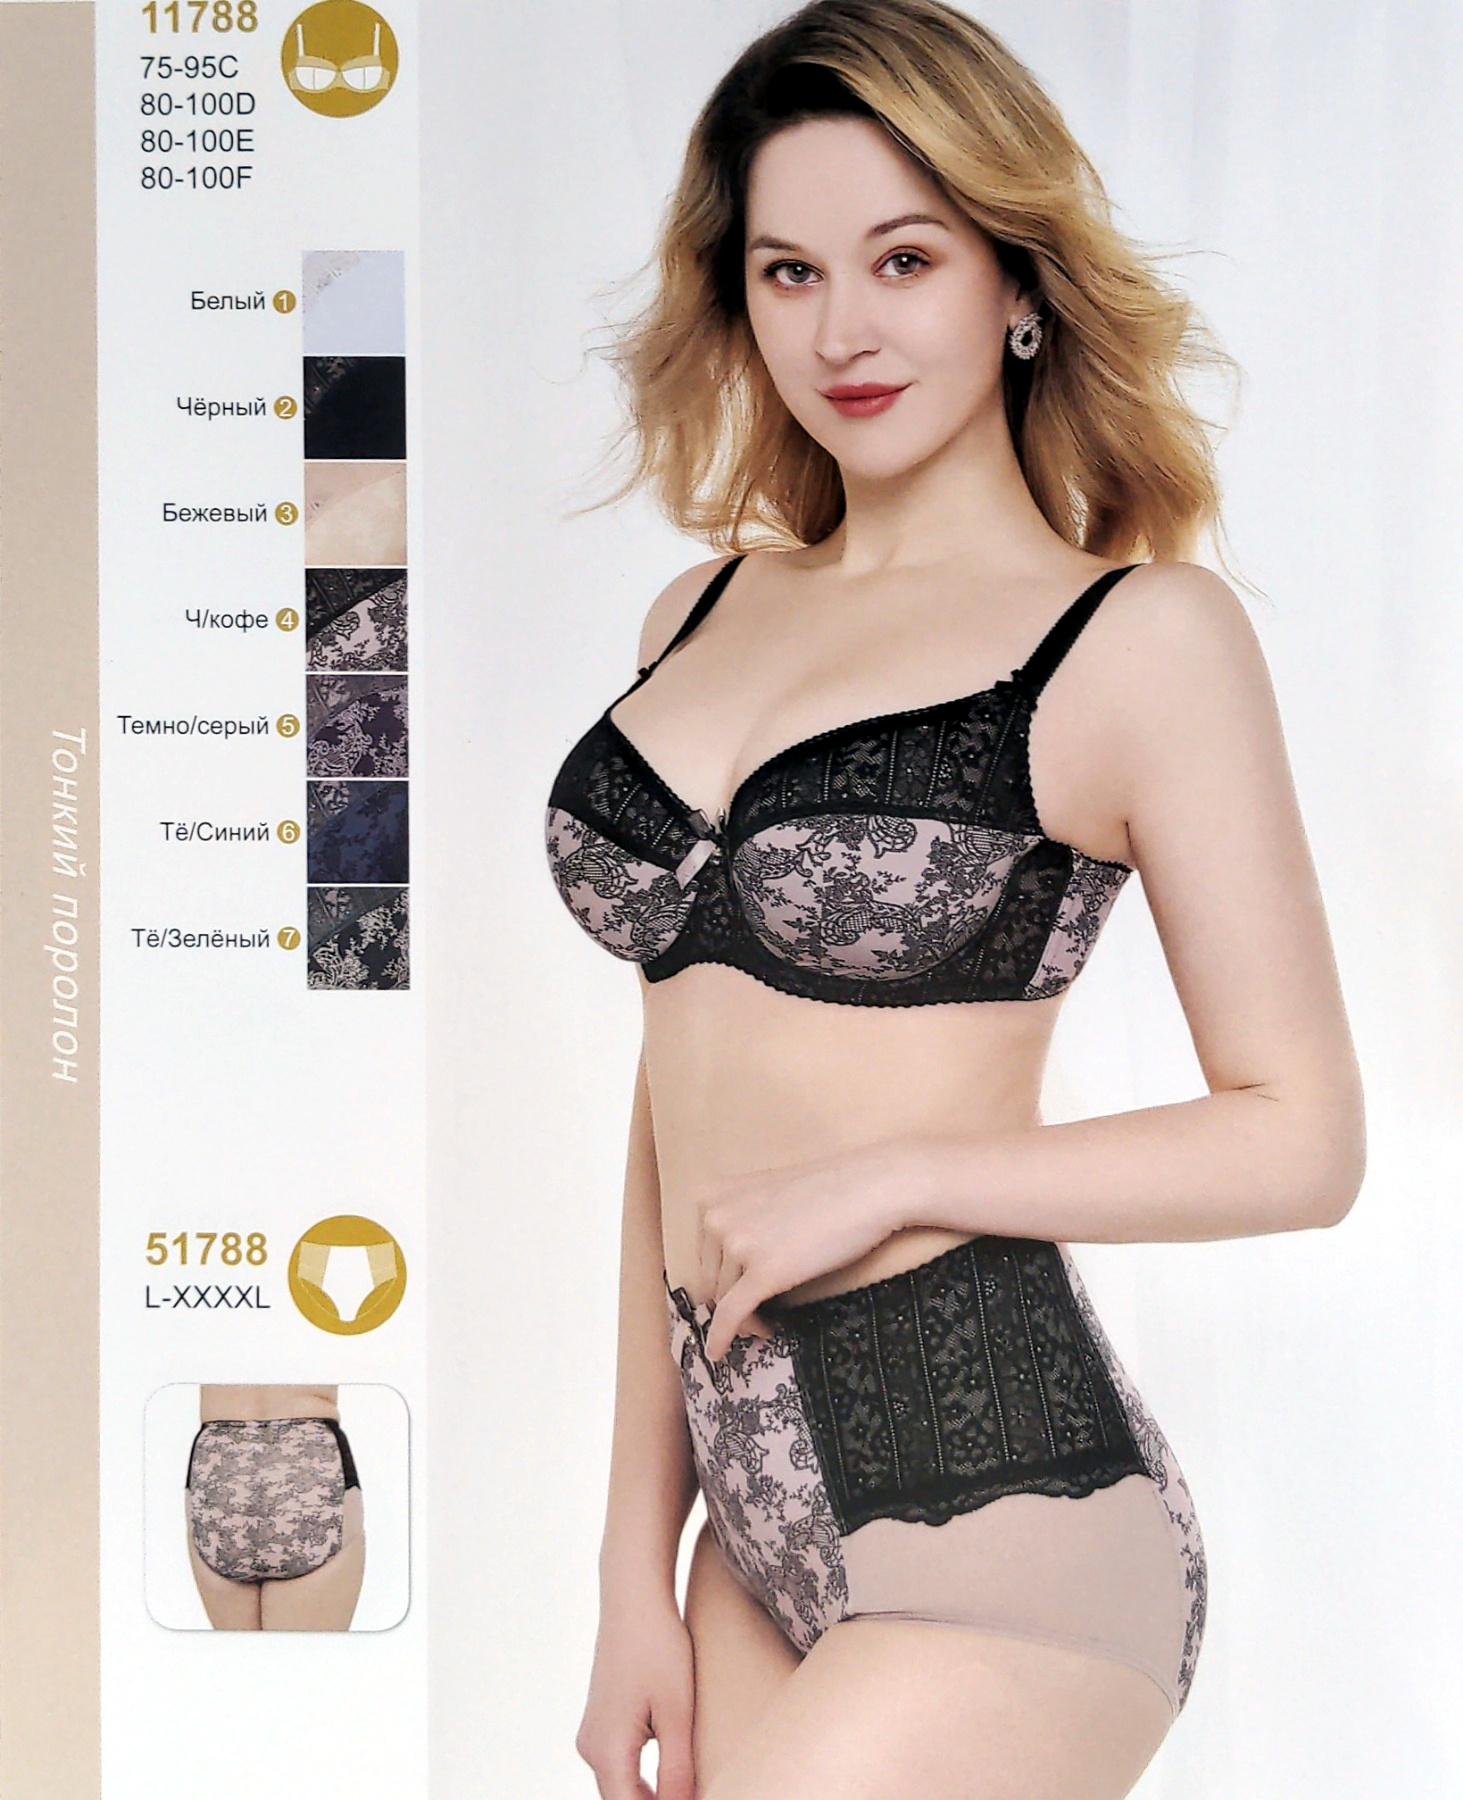 11788
75-95C
80-100D
80-100E
80-100F
Белый 1
Чёрный 2
Бежевый 3
Ч/кофе 4
Темно/серый 5
Тё/Синий 6
Тё/Зелёный 7
Тонкий поролон
51788
L-XXXXL